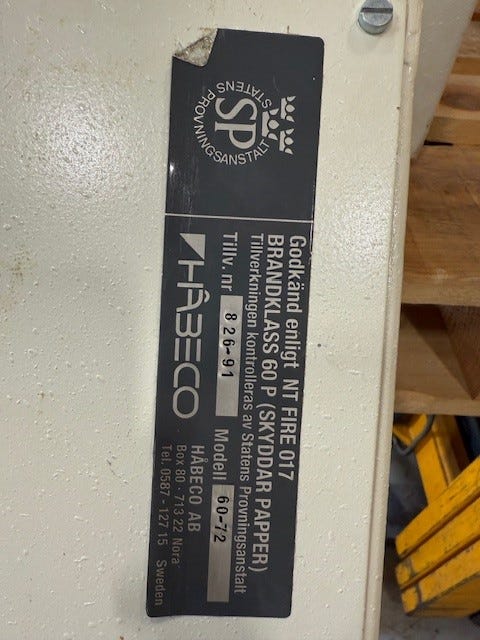 STATENS PROVNINGSANSTALT
SP
Godkänd enligt NT FIRE 017
BRANDKLASS 60 P (SKYDDAR PAPPER)
Tillverkningen kontrolleras av Statens Provningsanstalt
Tillv. nr 826-91 Modell 60-72
HÅBECO
HÅBECO AB
Box 80 · 713 22 Nora
Tel. 0587-127 15 Sweden